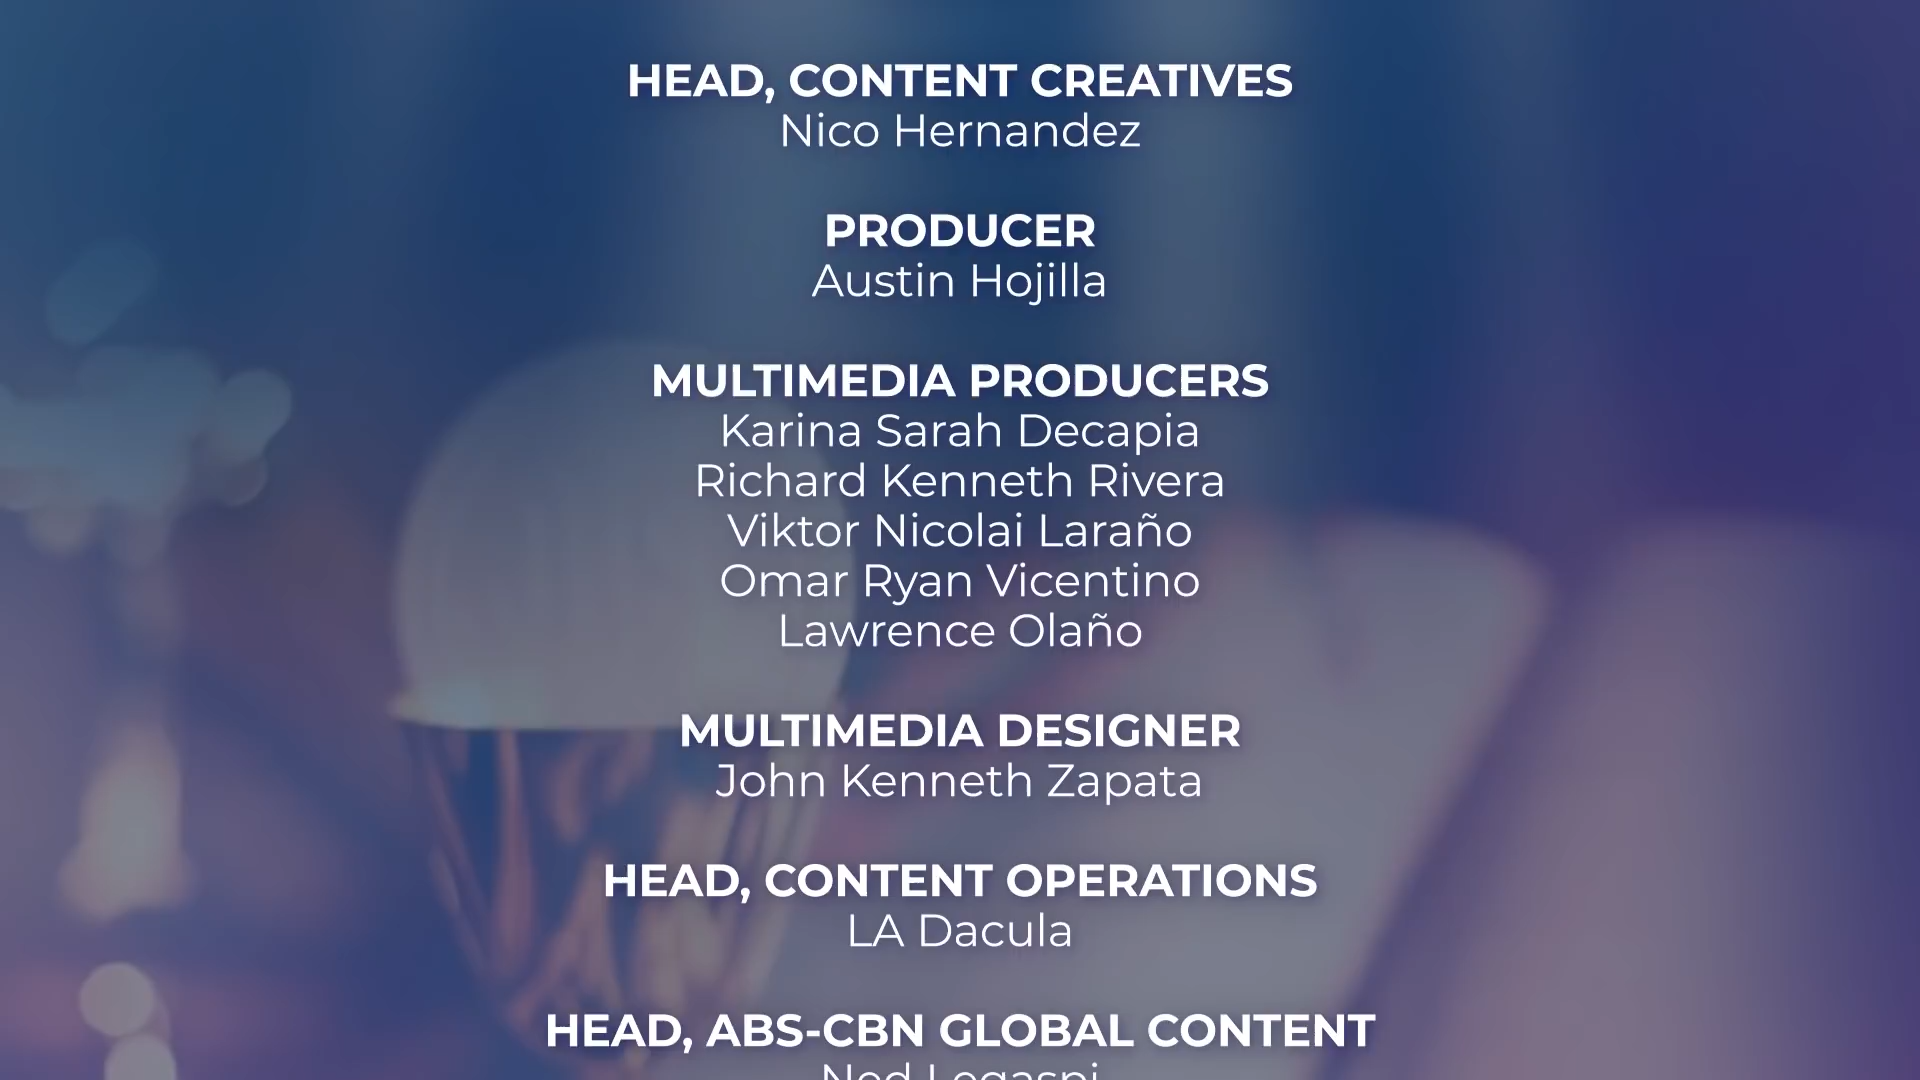 HEAD, CONTENT CREATIVES
Nico Hernandez
PRODUCER
Austin Hojilla
MULTIMEDIA PRODUCERS
Karina Sarah Decapia
Richard Kenneth Rivera
Viktor Nicolai Laraño
Omar Ryan Vicentino
Lawrence Olaño
MULTIMEDIA DESIGNER
John Kenneth Zapata
HEAD, CONTENT OPERATIONS
LA Dacula
HEAD, ABS-CBN GLOBAL CONTENT
Ned Legaspi